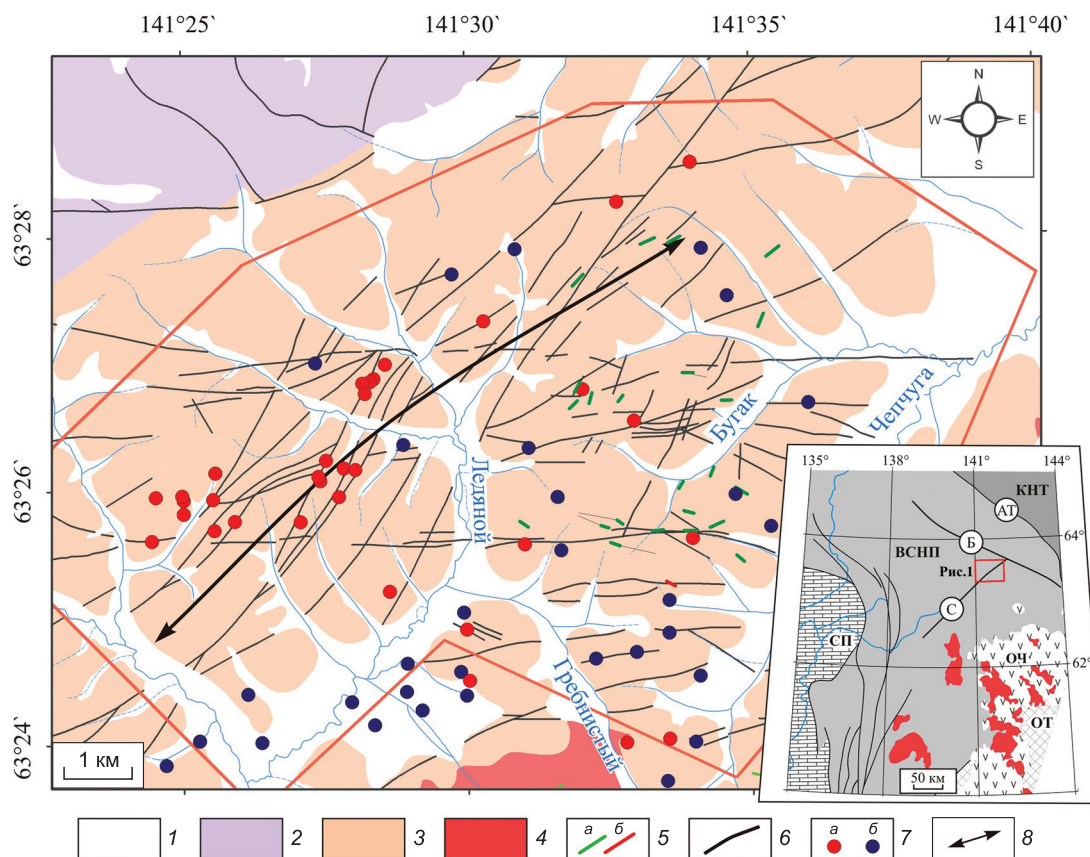 141°25` 141°30` 141°35` 141°40`
N
W E
S
63°28`
Бугак
Чепчуга
63°26`
Ледяной
Гребнистый
63°24`
1 км
135° 138° 141° 144°
КНТ
АТ
64°
Б
ВСНП
Рис.1
С
СП
ОЧ
62°
ОТ
50 км
1 2 3 4 а б 5 6 а б 7 8